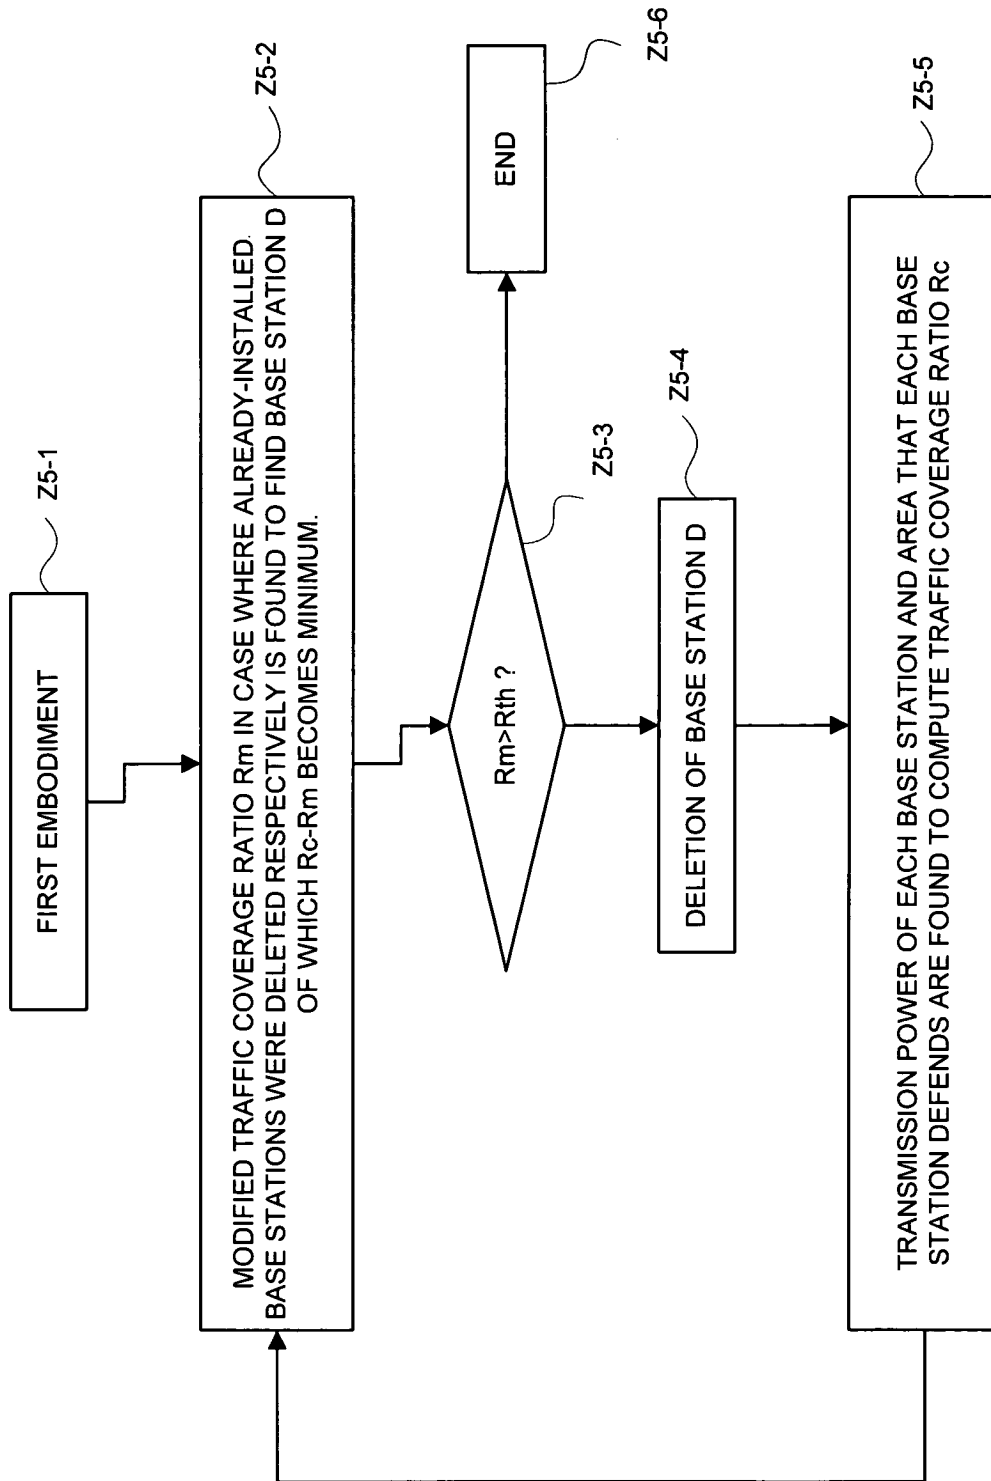 FIRST EMBODIMENT
Z5-1
MODIFIED TRAFFIC COVERAGE RATIO Rm IN CASE WHERE ALREADY-INSTALLED.
BASE STATIONS WERE DELETED RESPECTIVELY IS FOUND TO FIND BASE STATION D
OF WHICH Rc-Rm BECOMES MINIMUM.
Z5-2
Rm>Rth ?
Z5-3
END
Z5-6
DELETION OF BASE STATION D
Z5-4
TRANSMISSION POWER OF EACH BASE STATION AND AREA THAT EACH BASE
STATION DEFENDS ARE FOUND TO COMPUTE TRAFFIC COVERAGE RATIO Rc
Z5-5